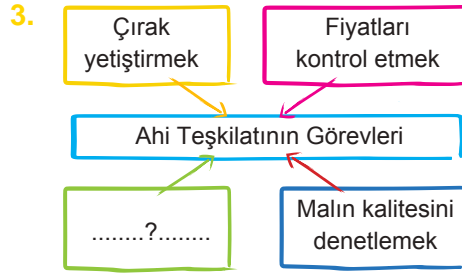 3.
Çırak
yetiştirmek
Fiyatları
kontrol etmek
Ahi Teşkilatının Görevleri
........?........
Malın kalitesini
denetlemek